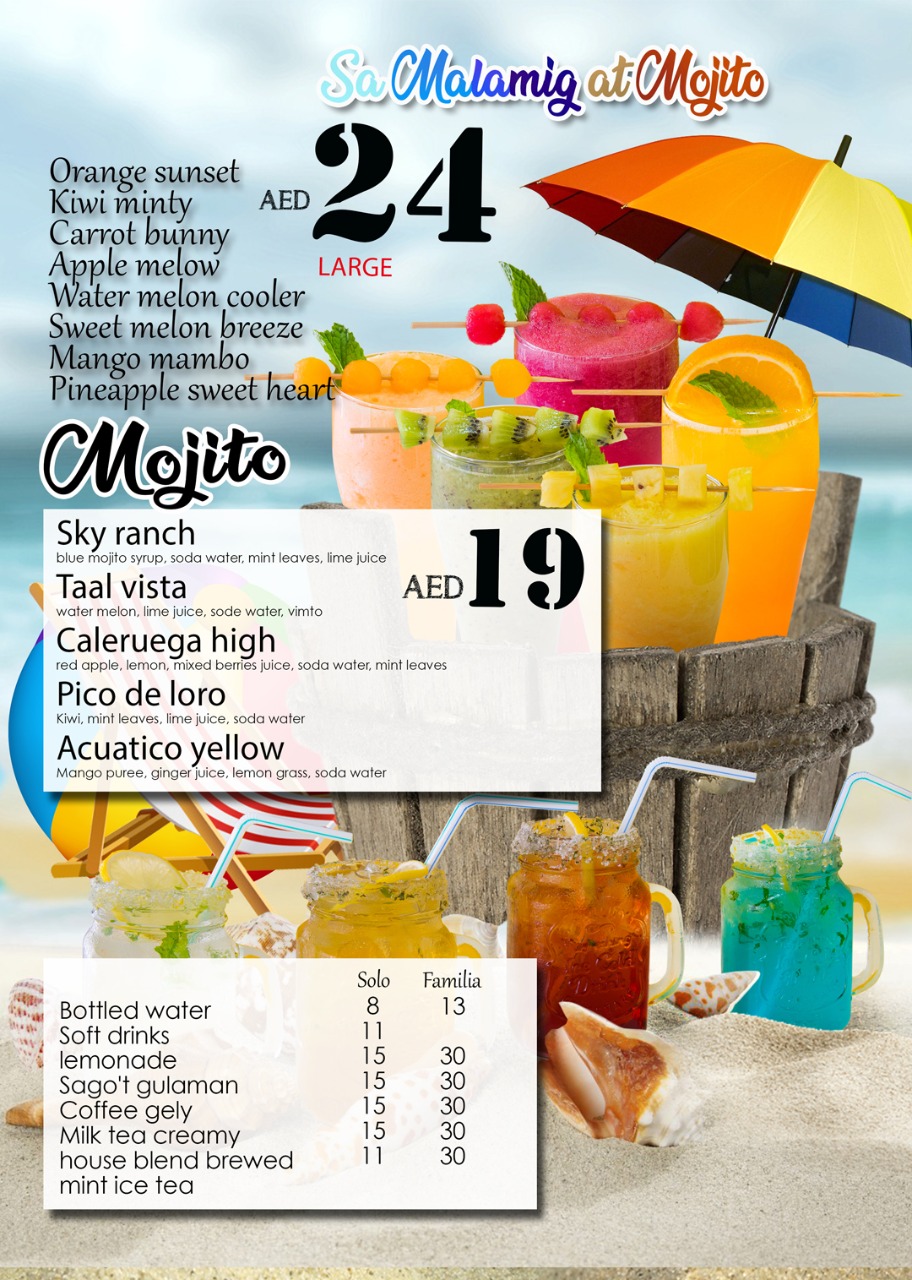 Sa Malamig at Mojito
Orange sunset
Kiwi minty
Carrot bunny
Apple melow
Water melon cooler
Sweet melon breeze
Mango mambo
Pineapple sweet heart
AED 24
LARGE
Mojito
Sky ranch
blue mojito syrup, soda water, mint leaves, lime juice
Taal vista
water melon, lime juice, sode water, vimto
Caleruega high
red apple, lemon, mixed berries juice, soda water, mint leaves
Pico de loro
Kiwi, mint leaves, lime juice, soda water
Acuatico yellow
Mango puree, ginger juice, lemon grass, soda water
AED 19
Solo Familia
Bottled water 8 13
Soft drinks 11
lemonade 15 30
Sago't gulaman 15 30
Coffee gely 15 30
Milk tea creamy 15 30
house blend brewed 11 30
mint ice tea